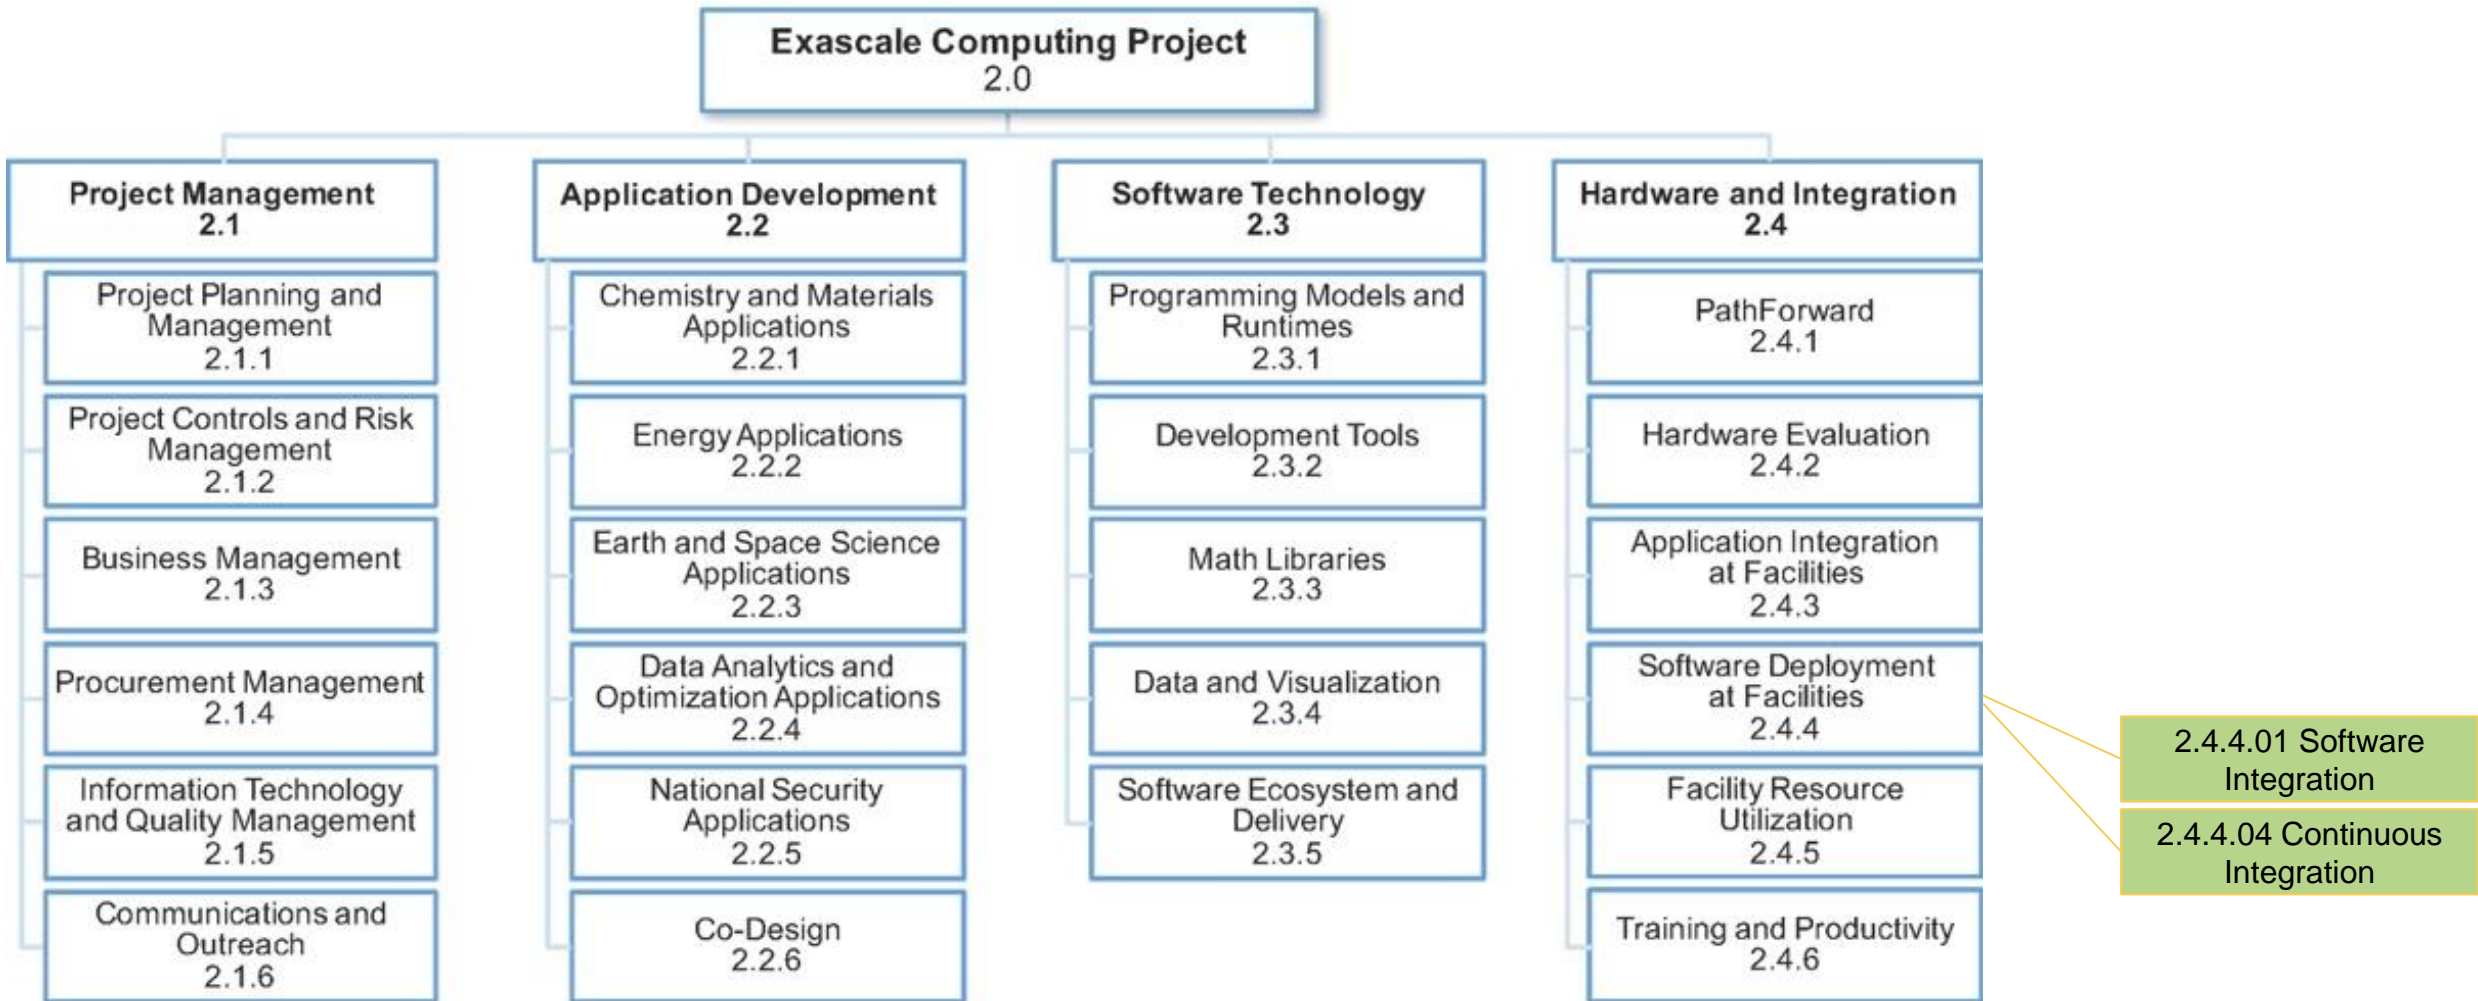 Exascale Computing Project
2.0
Project Management
2.1
Project Planning and
Management
2.1.1
Project Controls and Risk
Management
2.1.2
Business Management
2.1.3
Procurement Management
2.1.4
Information Technology
and Quality Management
2.1.5
Communications and
Outreach
2.1.6
Application Development
2.2
Chemistry and Materials
Applications
2.2.1
Energy Applications
2.2.2
Earth and Space Science
Applications
2.2.3
Data Analytics and
Optimization Applications
2.2.4
National Security
Applications
2.2.5
Co-Design
2.2.6
Software Technology
2.3
Programming Models and
Runtimes
2.3.1
Development Tools
2.3.2
Math Libraries
2.3.3
Data and Visualization
2.3.4
Software Ecosystem and
Delivery
2.3.5
Hardware and Integration
2.4
PathForward
2.4.1
Hardware Evaluation
2.4.2
Application Integration
at Facilities
2.4.3
Software Deployment
at Facilities
2.4.4
Facility Resource
Utilization
2.4.5
Training and Productivity
2.4.6
2.4.4.01 Software
Integration
2.4.4.04 Continuous
Integration